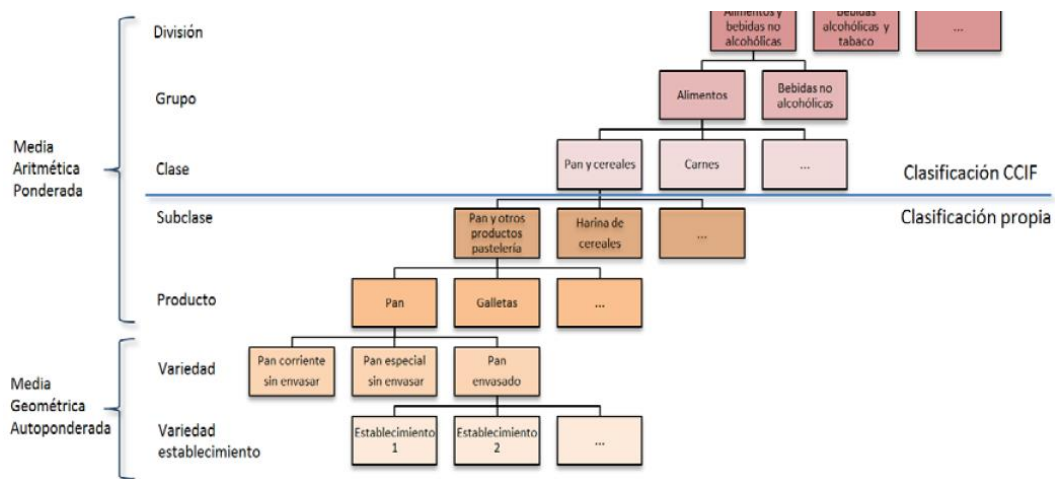 División
Alimentos y
bebidas no
alcohólicas
Bebidas
alcohólicas y
tabaco
...
Grupo
Alimentos
Bebidas no
alcohólicas
Media
Aritmética
Ponderada
Clase
Pan y cereales
Carnes
...
Clasificación CCIF
Subclase
Pan y otros
productos
pastelería
Harina de
cereales
...
Clasificación propia
Producto
Pan
Galletas
...
Media
Geométrica
Autoponderada
Variedad
Pan corriente
sin envasar
Pan especial
sin envasar
Pan
envasado
Variedad
establecimiento
Establecimiento
1
Establecimiento
2
...